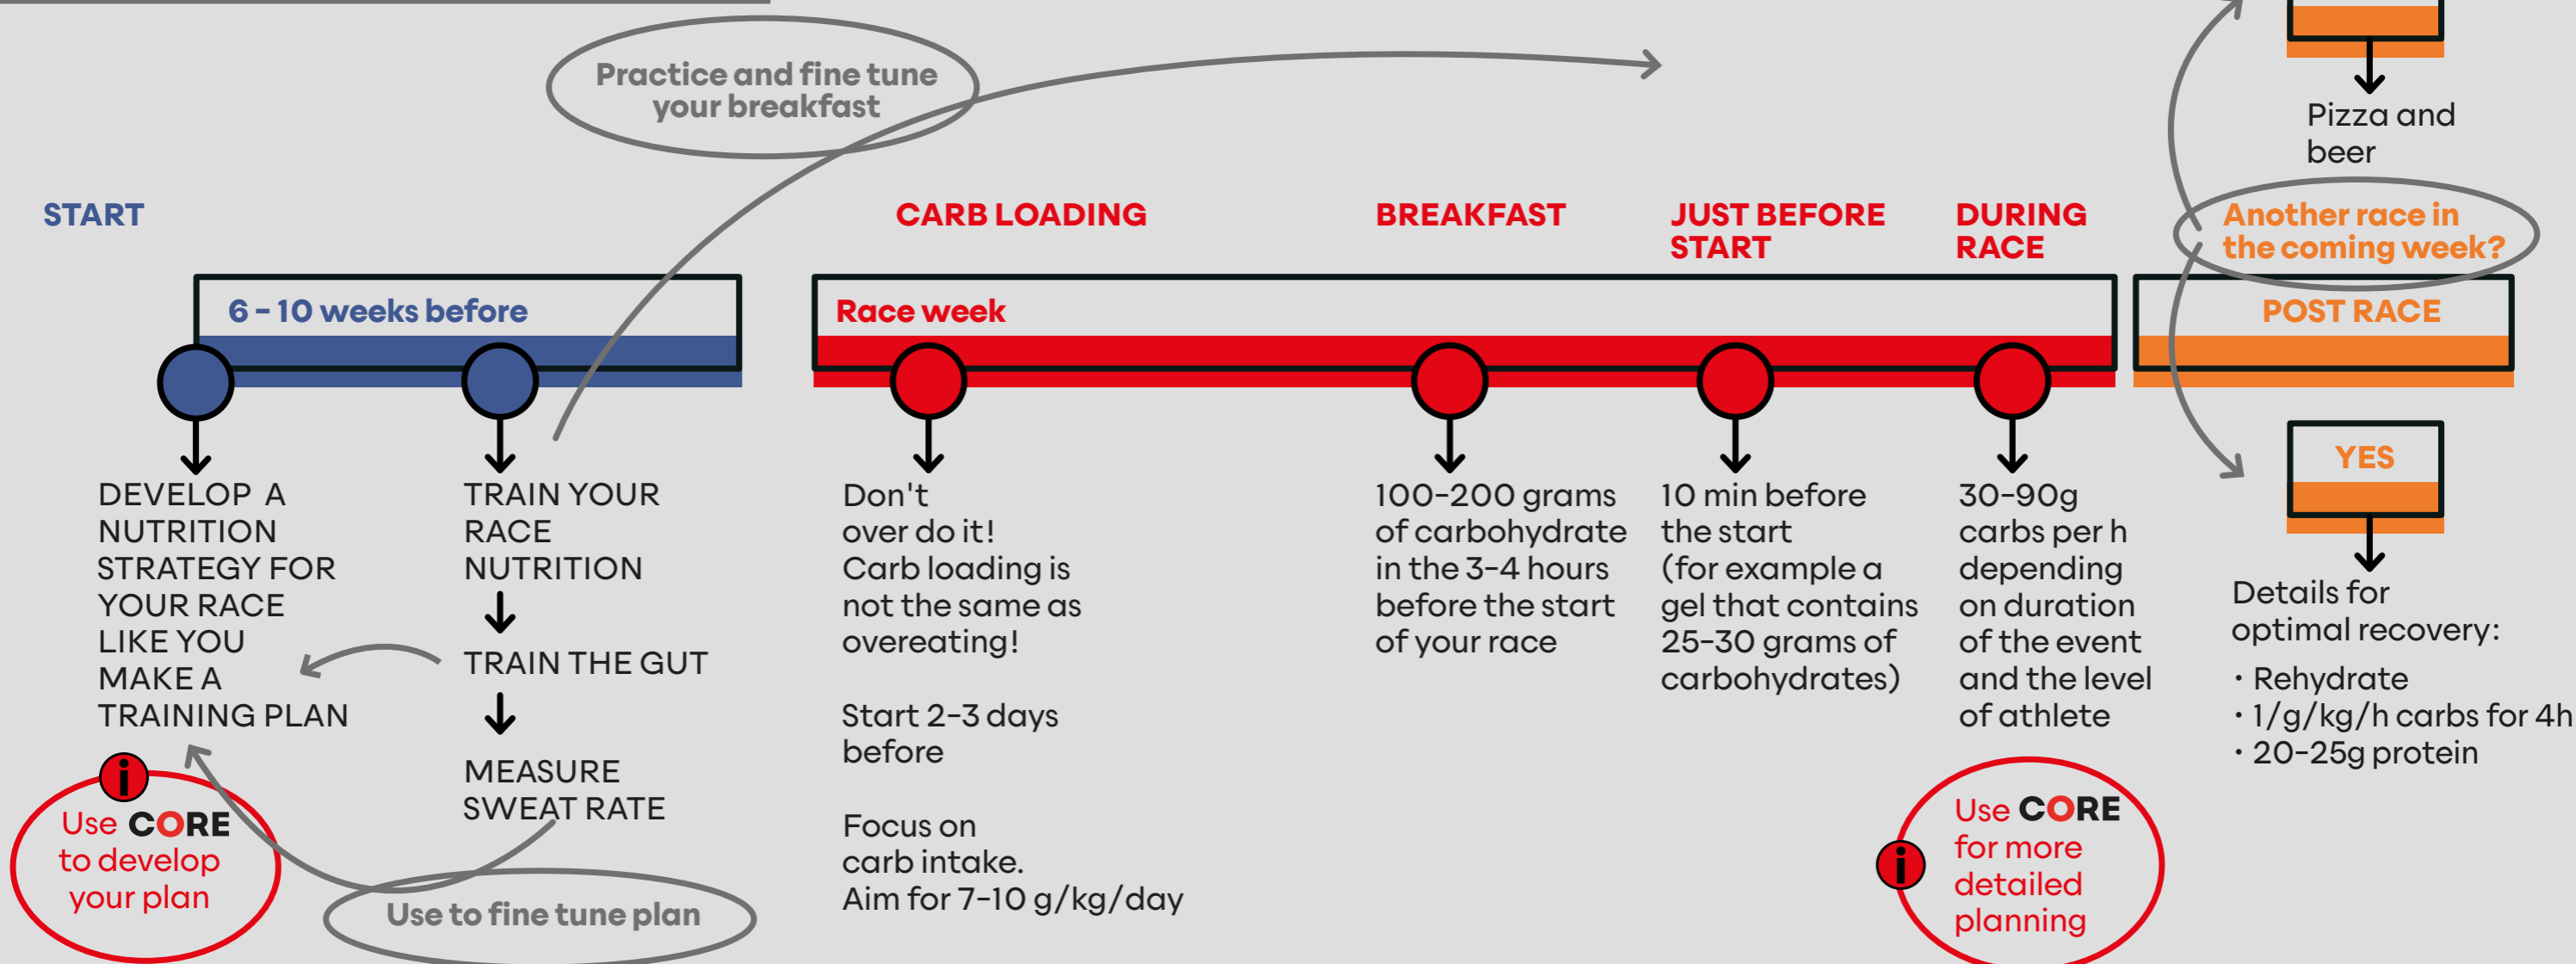 Practice and fine tune
your breakfast
Pizza and
beer
START
CARB LOADING
BREAKFAST
JUST BEFORE
START
DURING
RACE
Another race in
the coming week?
6 – 10 weeks before
Race week
POST RACE
DEVELOP A
NUTRITION
STRATEGY FOR
YOUR RACE
LIKE YOU
MAKE A
TRAINING PLAN
Use CORE
to develop
your plan
TRAIN YOUR
RACE
NUTRITION
TRAIN THE GUT
MEASURE
SWEAT RATE
Use to fine tune plan
Don't
over do it!
Carb loading is
not the same as
overeating!
Start 2–3 days
before
Focus on
carb intake.
Aim for 7–10 g/kg/day
100–200 grams
of carbohydrate
in the 3–4 hours
before the start
of your race
10 min before
the start
(for example a
gel that contains
25–30 grams of
carbohydrates)
30–90g
carbs per h
depending
on duration
of the event
and the level
of athlete
Use CORE
for more
detailed
planning
YES
Details for
optimal recovery:
• Rehydrate
• 1/g/kg/h carbs for 4h
• 20–25g protein